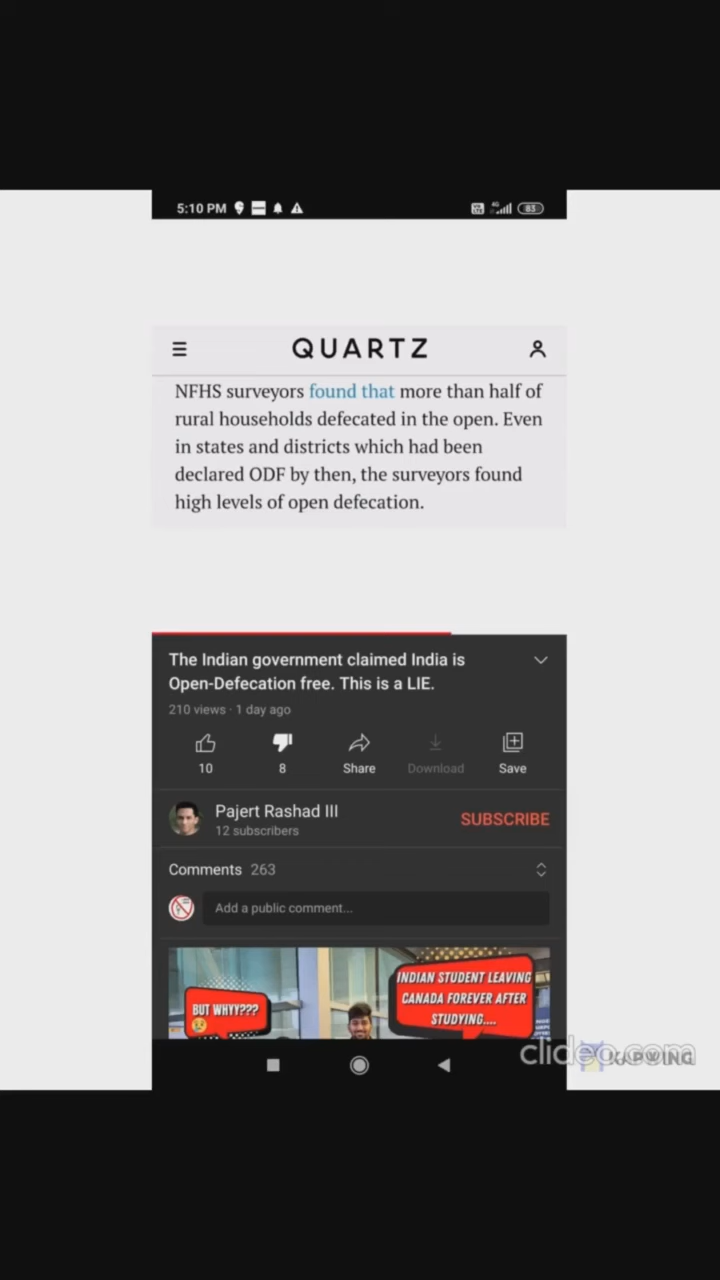 5:10 PM
4G
83
QUARTZ
NFHS surveyors found that more than half of
rural households defecated in the open. Even
in states and districts which had been
declared ODF by then, the surveyors found
high levels of open defecation.
The Indian government claimed India is
Open-Defecation free. This is a LIE.
210 views · 1 day ago
10 8 Share Download Save
Pajert Rashad III
12 subscribers
SUBSCRIBE
Comments 263
Add a public comment...
BUT WHYY???
INDIAN STUDENT LEAVING
CANADA FOREVER AFTER
STUDYING....
clideo.com
KAPWING